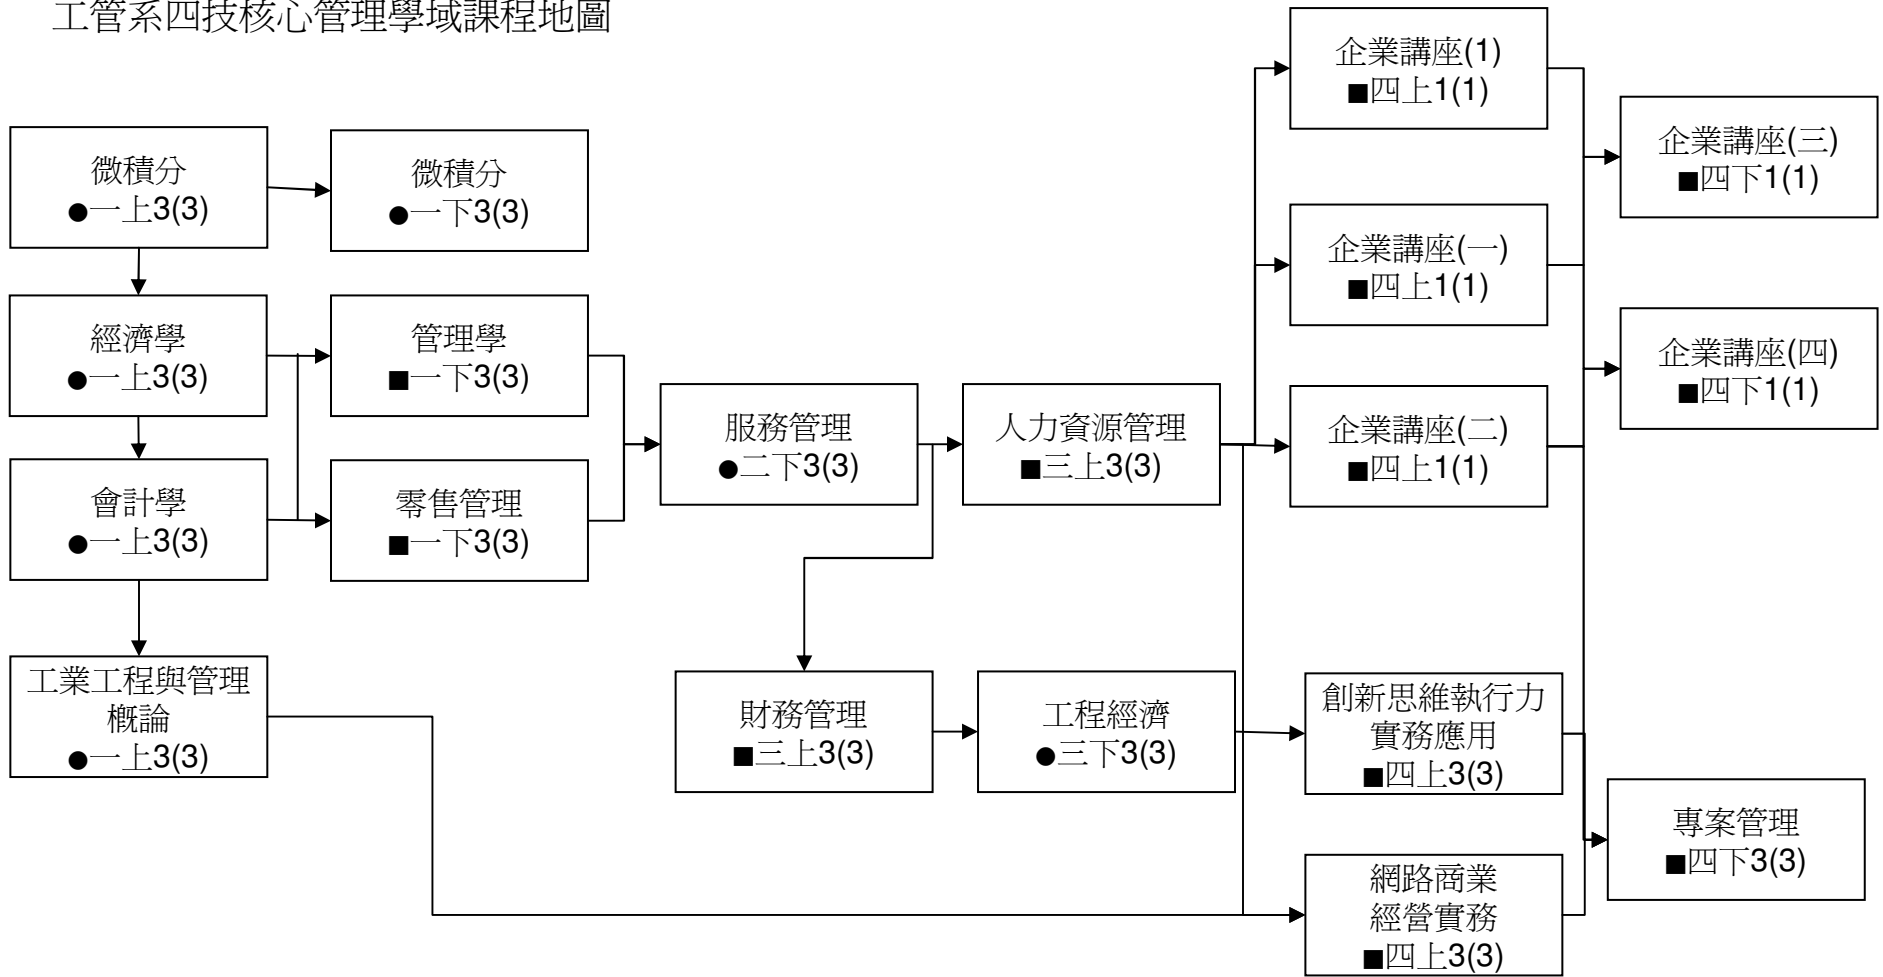 工管系四技核心管理學域課程地圖
微積分
●一上3(3)
微積分
●一下3(3)
經濟學
●一上3(3)
管理學
■一下3(3)
會計學
●一上3(3)
零售管理
■一下3(3)
工業工程與管理
概論
●一上3(3)
服務管理
●二下3(3)
人力資源管理
■三上3(3)
財務管理
■三上3(3)
工程經濟
●三下3(3)
企業講座(1)
■四上1(1)
企業講座(一)
■四上1(1)
企業講座(二)
■四上1(1)
創新思維執行力
實務應用
■四上3(3)
網路商業
經營實務
■四上3(3)
企業講座(三)
■四下1(1)
企業講座(四)
■四下1(1)
專案管理
■四下3(3)